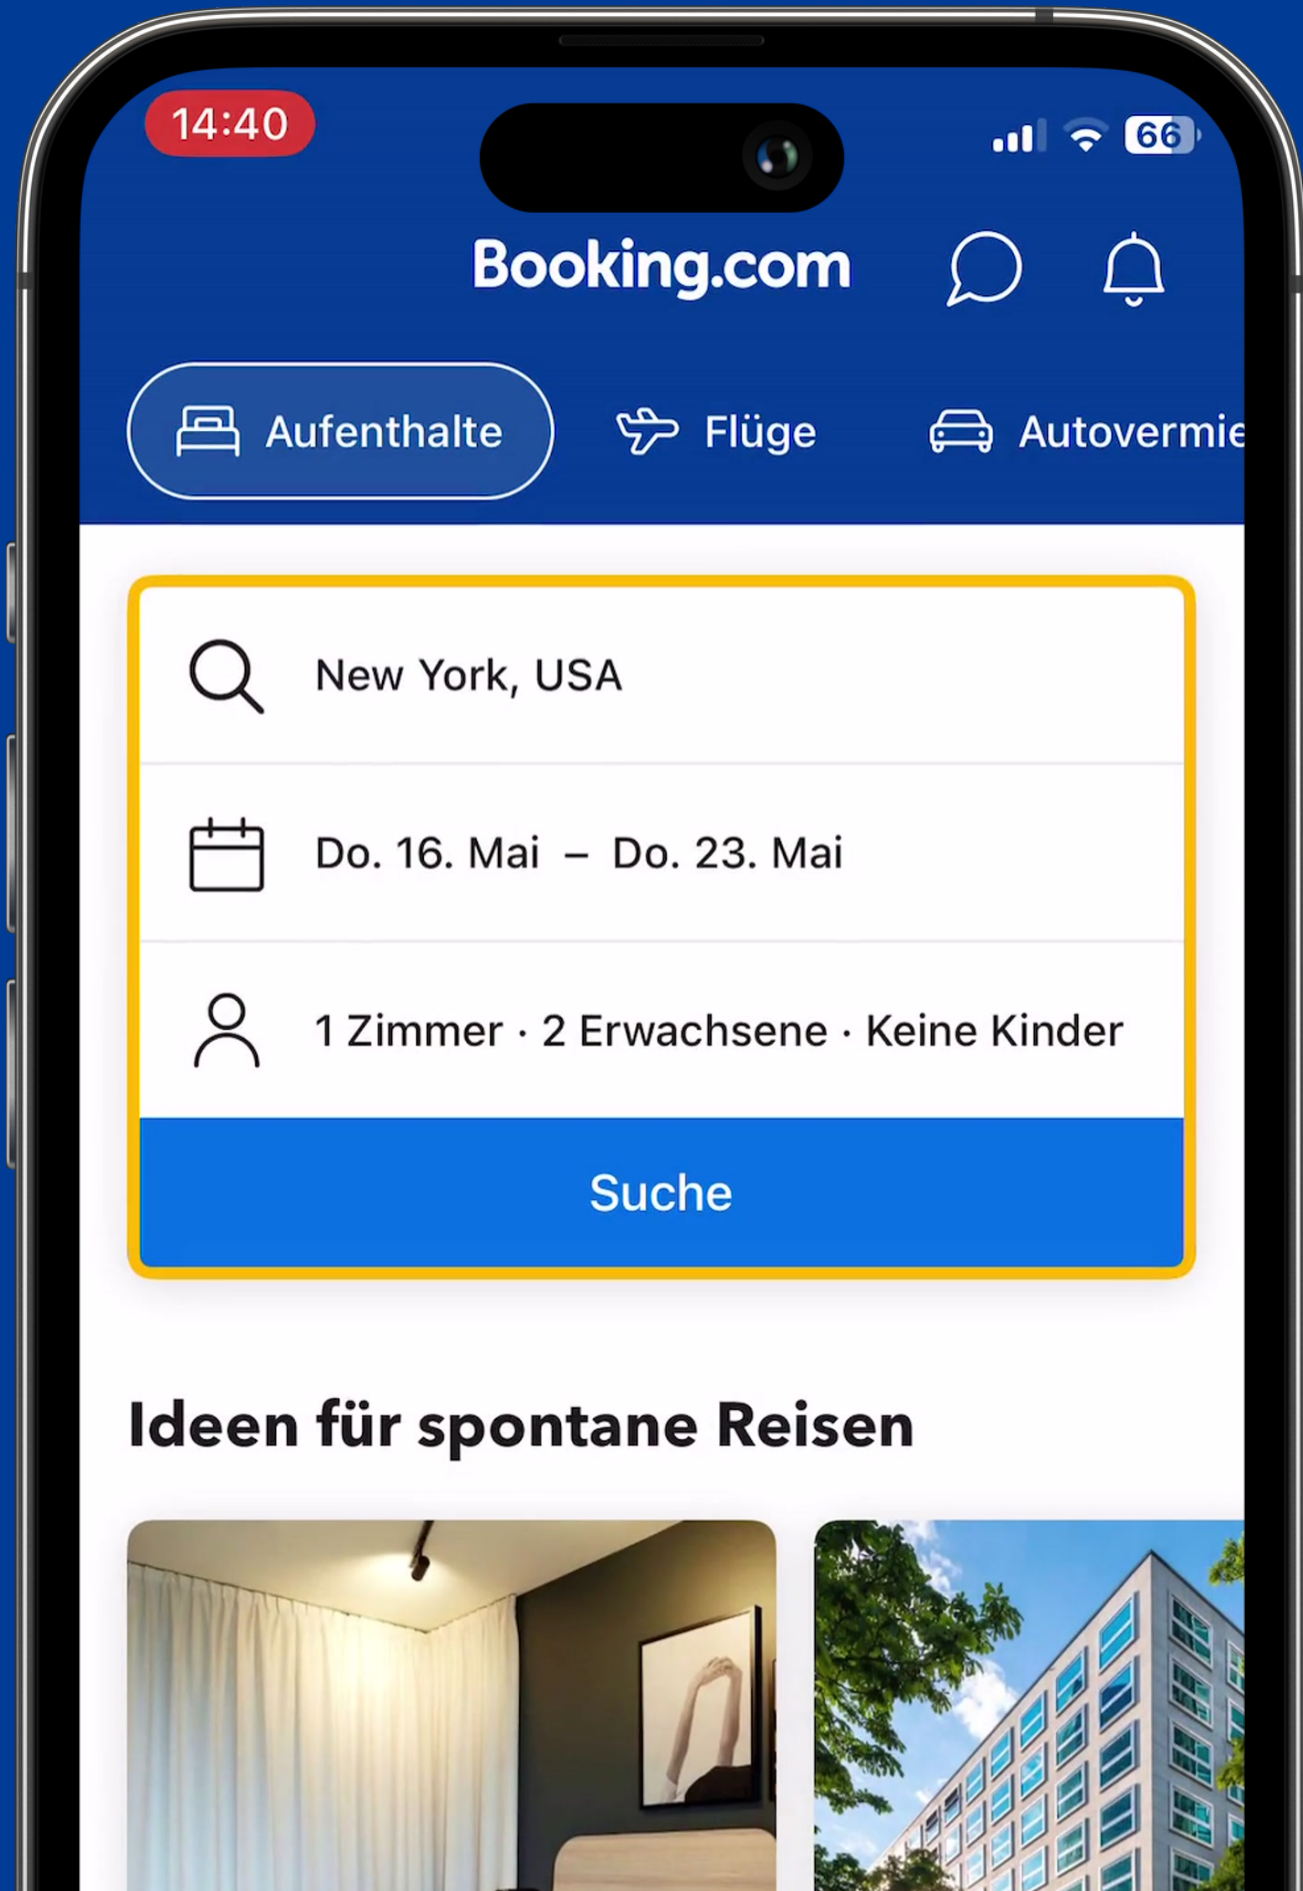 14:40
66
Booking.com
Aufenthalte
Flüge
Autovermie
New York, USA
Do. 16. Mai – Do. 23. Mai
1 Zimmer · 2 Erwachsene · Keine Kinder
Suche
Ideen für spontane Reisen